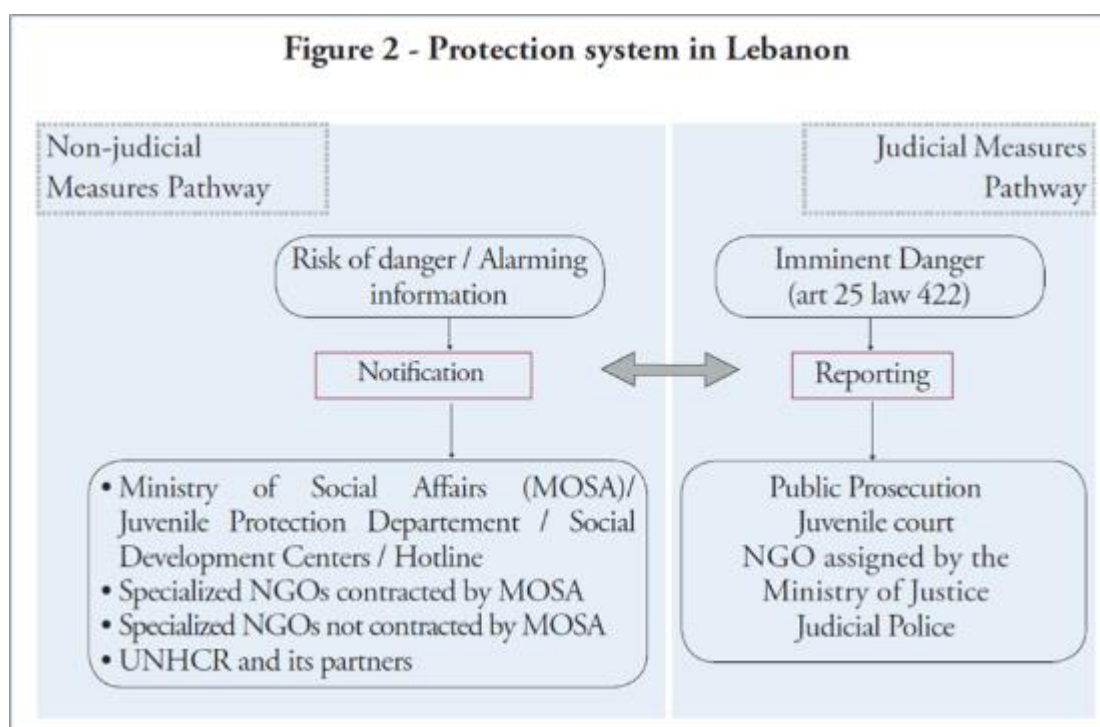 Figure 2 - Protection system in Lebanon
Non-judicial
Measures Pathway
Judicial Measures
Pathway
Risk of danger / Alarming
information
Imminent Danger
(art 25 law 422)
Notification
Reporting
• Ministry of Social Affairs (MOSA)/
Juvenile Protection Departement / Social
Development Centers / Hotline
• Specialized NGOs contracted by MOSA
• Specialized NGOs not contracted by MOSA
• UNHCR and its partners
Public Prosecution
Juvenile court
NGO assigned by the
Ministry of Justice
Judicial Police